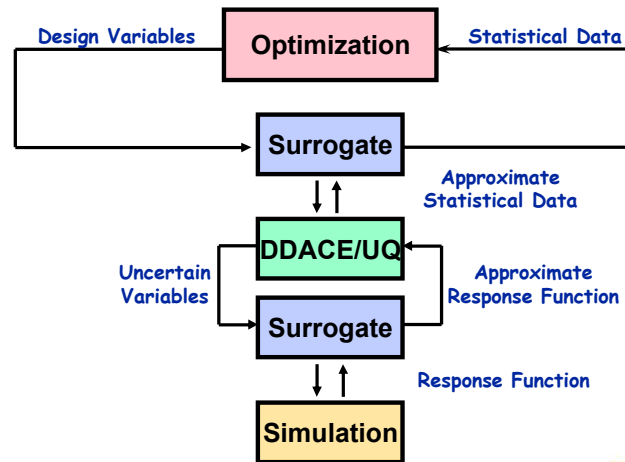 Design Variables
Optimization
Statistical Data
Surrogate
Approximate
Statistical Data
DDACE/UQ
Uncertain
Variables
Approximate
Response Function
Surrogate
Response Function
Simulation